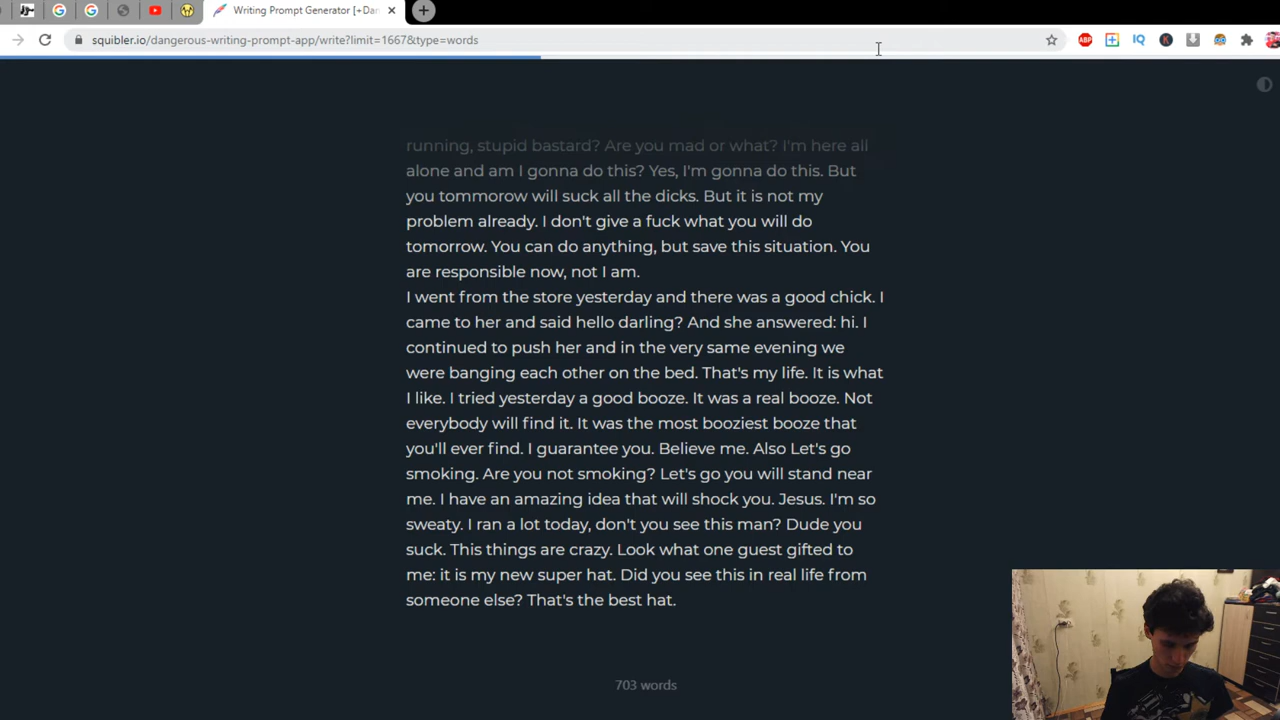 Writing Prompt Generator [+Dan
squibler.io/dangerous-writing-prompt-app/write?limit=1667&type=words
ABP
IQ
K
running, stupid bastard? Are you mad or what? I'm here all
alone and am I gonna do this? Yes, I'm gonna do this. But
you tommorow will suck all the dicks. But it is not my
problem already. I don't give a fuck what you will do
tomorrow. You can do anything, but save this situation. You
are responsible now, not I am.
I went from the store yesterday and there was a good chick. I
came to her and said hello darling? And she answered: hi. I
continued to push her and in the very same evening we
were banging each other on the bed. That's my life. It is what
I like. I tried yesterday a good booze. It was a real booze. Not
everybody will find it. It was the most booziest booze that
you'll ever find. I guarantee you. Believe me. Also Let's go
smoking. Are you not smoking? Let's go you will stand near
me. I have an amazing idea that will shock you. Jesus. I'm so
sweaty. I ran a lot today, don't you see this man? Dude you
suck. This things are crazy. Look what one guest gifted to
me: it is my new super hat. Did you see this in real life from
someone else? That's the best hat.
703 words